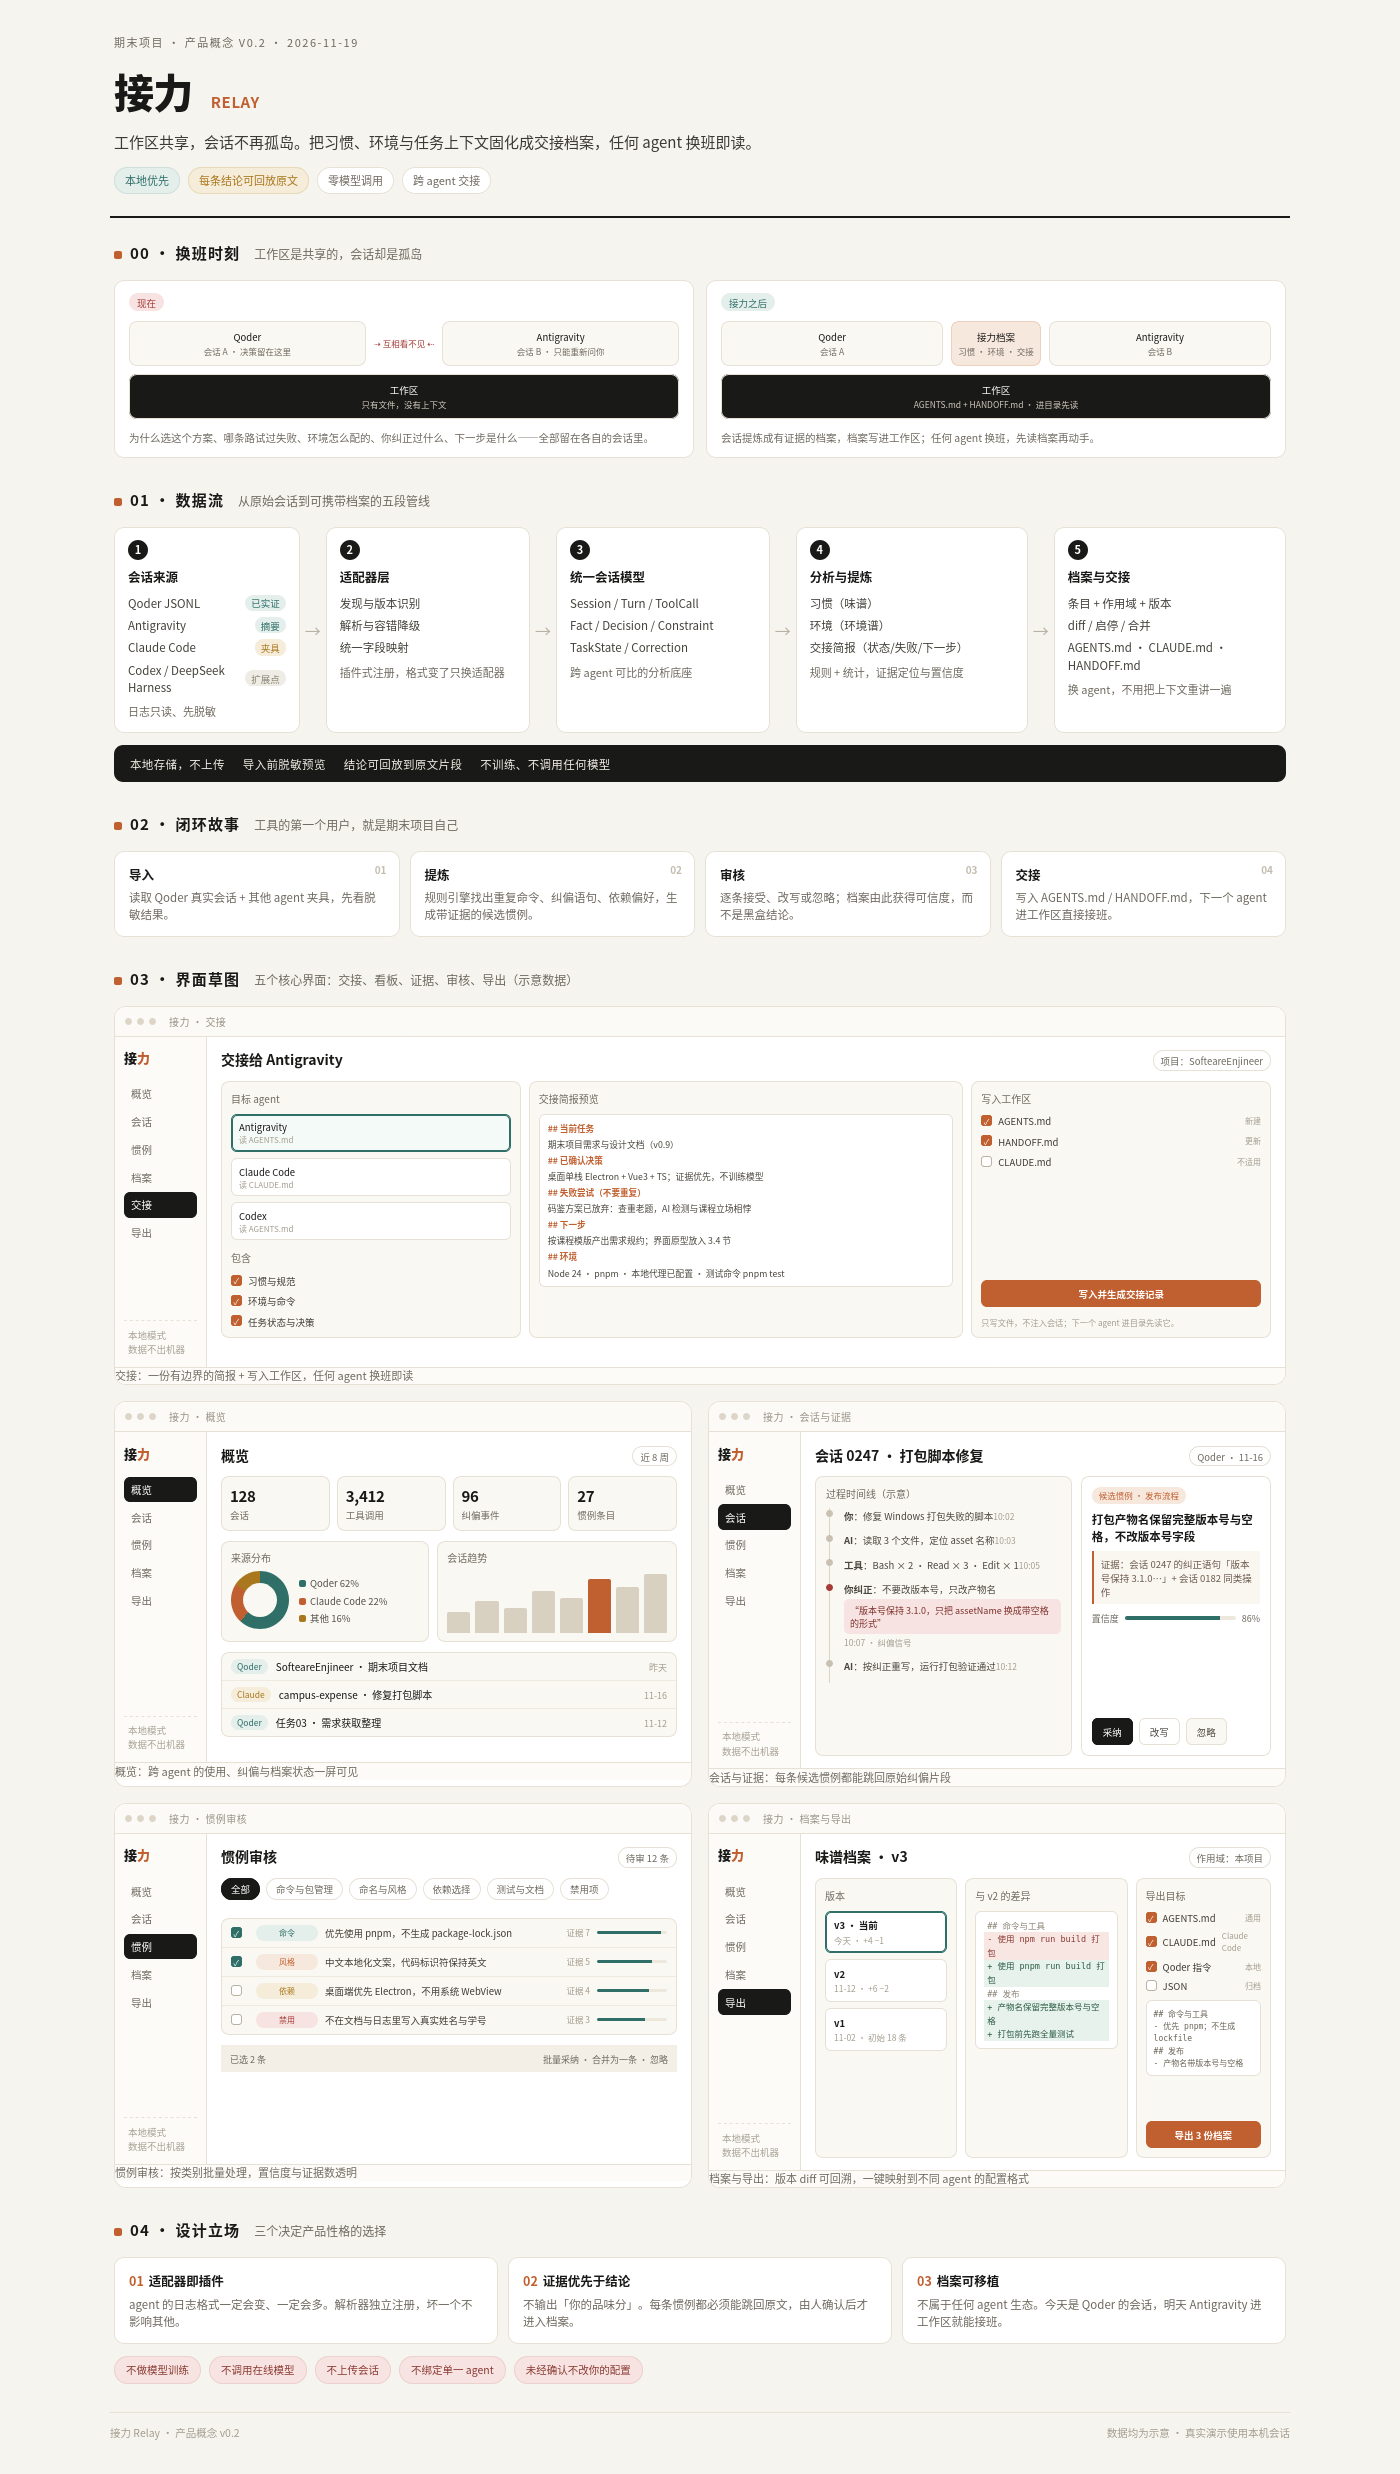 期末项目 · 产品概念 V0.2 · 2026-11-19
接力 RELAY
工作区共享，会话不再孤岛。把习惯、环境与任务上下文固化成交接档案，任何 agent 换班即读。
本地优先 每条结论可回放原文 零模型调用 跨 agent 交接
00 · 换班时刻 工作区是共享的，会话却是孤岛
现在
Qoder
会话 A · 决策留在这里
⇢ 互相看不见 ⇠
Antigravity
会话 B · 只能重新问你
工作区
只有文件，没有上下文
为什么选这个方案、哪条路试过失败、环境怎么配的、你纠正过什么、下一步是什么——全部留在各自的会话里。
接力之后
Qoder
会话 A
接力档案
习惯 · 环境 · 交接
Antigravity
会话 B
工作区
AGENTS.md + HANDOFF.md · 进目录先读
会话提炼成有证据的档案，档案写进工作区；任何 agent 换班，先读档案再动手。
01 · 数据流 从原始会话到可携带档案的五段管线
1
会话来源
Qoder JSONL 已实证
Antigravity 摘要
Claude Code 夹具
Codex / DeepSeek
Harness 扩展点
日志只读、先脱敏
→
2
适配器层
发现与版本识别
解析与容错降级
统一字段映射
插件式注册，格式变了只换适配器
→
3
统一会话模型
Session / Turn / ToolCall
Fact / Decision / Constraint
TaskState / Correction
跨 agent 可比的分析底座
→
4
分析与提炼
习惯（味谱）
环境（环境谱）
交接简报（状态/失败/下一步）
规则 + 统计，证据定位与置信度
→
5
档案与交接
条目 + 作用域 + 版本
diff / 启停 / 合并
AGENTS.md · CLAUDE.md ·
HANDOFF.md
换 agent，不用把上下文重讲一遍
本地存储，不上传 导入前脱敏预览 结论可回放到原文片段 不训练、不调用任何模型
02 · 闭环故事 工具的第一个用户，就是期末项目自己
导入 01
读取 Qoder 真实会话 + 其他 agent 夹具，先看脱
敏结果。
提炼 02
规则引擎找出重复命令、纠偏语句、依赖偏好，生
成带证据的候选惯例。
审核 03
逐条接受、改写或忽略；档案由此获得可信度，而
不是黑盒结论。
交接 04
写入 AGENTS.md / HANDOFF.md，下一个 agent
进工作区直接接班。
03 · 界面草图 五个核心界面：交接、看板、证据、审核、导出（示意数据）
接力 · 交接
接力
概览
会话
惯例
档案
交接
导出
本地模式
数据不出机器
交接给 Antigravity 项目：SofteareEnjineer
目标 agent
Antigravity
读 AGENTS.md
Claude Code
读 CLAUDE.md
Codex
读 AGENTS.md
包含
✓ 习惯与规范
✓ 环境与命令
✓ 任务状态与决策
交接简报预览
## 当前任务
期末项目需求与设计文档（v0.9）
## 已确认决策
桌面单栈 Electron + Vue3 + TS；证据优先，不训练模型
## 失败尝试（不要重复）
码鉴方案已放弃：查重老题，AI 检测与课程立场相悖
## 下一步
按课程模版产出需求规约；界面原型放入 3.4 节
## 环境
Node 24 · pnpm · 本地代理已配置 · 测试命令 pnpm test
写入工作区
✓ AGENTS.md 新建
✓ HANDOFF.md 更新
CLAUDE.md 不适用
写入并生成交接记录
只写文件，不注入会话；下一个 agent 进目录先读它。
交接：一份有边界的简报 + 写入工作区，任何 agent 换班即读
接力 · 概览
接力
概览
会话
惯例
档案
导出
本地模式
数据不出机器
概览 近 8 周
128
会话
3,412
工具调用
96
纠偏事件
27
惯例条目
来源分布
Qoder 62%
Claude Code 22%
其他 16%
会话趋势
Qoder SofteareEnjineer · 期末项目文档 昨天
Claude campus-expense · 修复打包脚本 11-16
Qoder 任务03 · 需求获取整理 11-12
概览：跨 agent 的使用、纠偏与档案状态一屏可见
接力 · 会话与证据
接力
概览
会话
惯例
档案
导出
本地模式
数据不出机器
会话 0247 · 打包脚本修复 Qoder · 11-16
过程时间线（示意）
你：修复 Windows 打包失败的脚本10:02
AI：读取 3 个文件，定位 asset 名称10:03
工具：Bash × 2 · Read × 3 · Edit × 110:05
你纠正：不要改版本号，只改产物名
“版本号保持 3.1.0，只把 assetName 换成带空格
的形式”
10:07 · 纠偏信号
AI：按纠正重写，运行打包验证通过10:12
候选惯例 · 发布流程
打包产物名保留完整版本号与空
格，不改版本号字段
证据：会话 0247 的纠正语句「版本
号保持 3.1.0…」+ 会话 0182 同类操
作
置信度 86%
采纳 改写 忽略
会话与证据：每条候选惯例都能跳回原始纠偏片段
接力 · 惯例审核
接力
概览
会话
惯例
档案
导出
本地模式
数据不出机器
惯例审核 待审 12 条
全部 命令与包管理 命名与风格 依赖选择 测试与文档 禁用项
✓ 命令 优先使用 pnpm，不生成 package-lock.json 证据 7
✓ 风格 中文本地化文案，代码标识符保持英文 证据 5
依赖 桌面端优先 Electron，不用系统 WebView 证据 4
禁用 不在文档与日志里写入真实姓名与学号 证据 3
已选 2 条 批量采纳 · 合并为一条 · 忽略
惯例审核：按类别批量处理，置信度与证据数透明
接力 · 档案与导出
接力
概览
会话
惯例
档案
导出
本地模式
数据不出机器
味谱档案 · v3 作用域：本项目
版本
v3 · 当前
今天 · +4 −1
v2
11-12 · +6 −2
v1
11-02 · 初始 18 条
与 v2 的差异
## 命令与工具
- 使用 npm run build 打
包
+ 使用 pnpm run build 打
包
## 发布
+ 产物名保留完整版本号与空
格
+ 打包前先跑全量测试
导出目标
✓ AGENTS.md 通用
✓ CLAUDE.md Claude
Code
✓ Qoder 指令 本地
JSON 归档
## 命令与工具
- 优先 pnpm；不生成
lockfile
## 发布
- 产物名带版本号与空格
导出 3 份档案
档案与导出：版本 diff 可回溯，一键映射到不同 agent 的配置格式
04 · 设计立场 三个决定产品性格的选择
01 适配器即插件
agent 的日志格式一定会变、一定会多。解析器独立注册，坏一个不
影响其他。
02 证据优先于结论
不输出「你的品味分」。每条惯例都必须能跳回原文，由人确认后才
进入档案。
03 档案可移植
不属于任何 agent 生态。今天是 Qoder 的会话，明天 Antigravity 进
工作区就能接班。
不做模型训练 不调用在线模型 不上传会话 不绑定单一 agent 未经确认不改你的配置
接力 Relay · 产品概念 v0.2 数据均为示意 · 真实演示使用本机会话